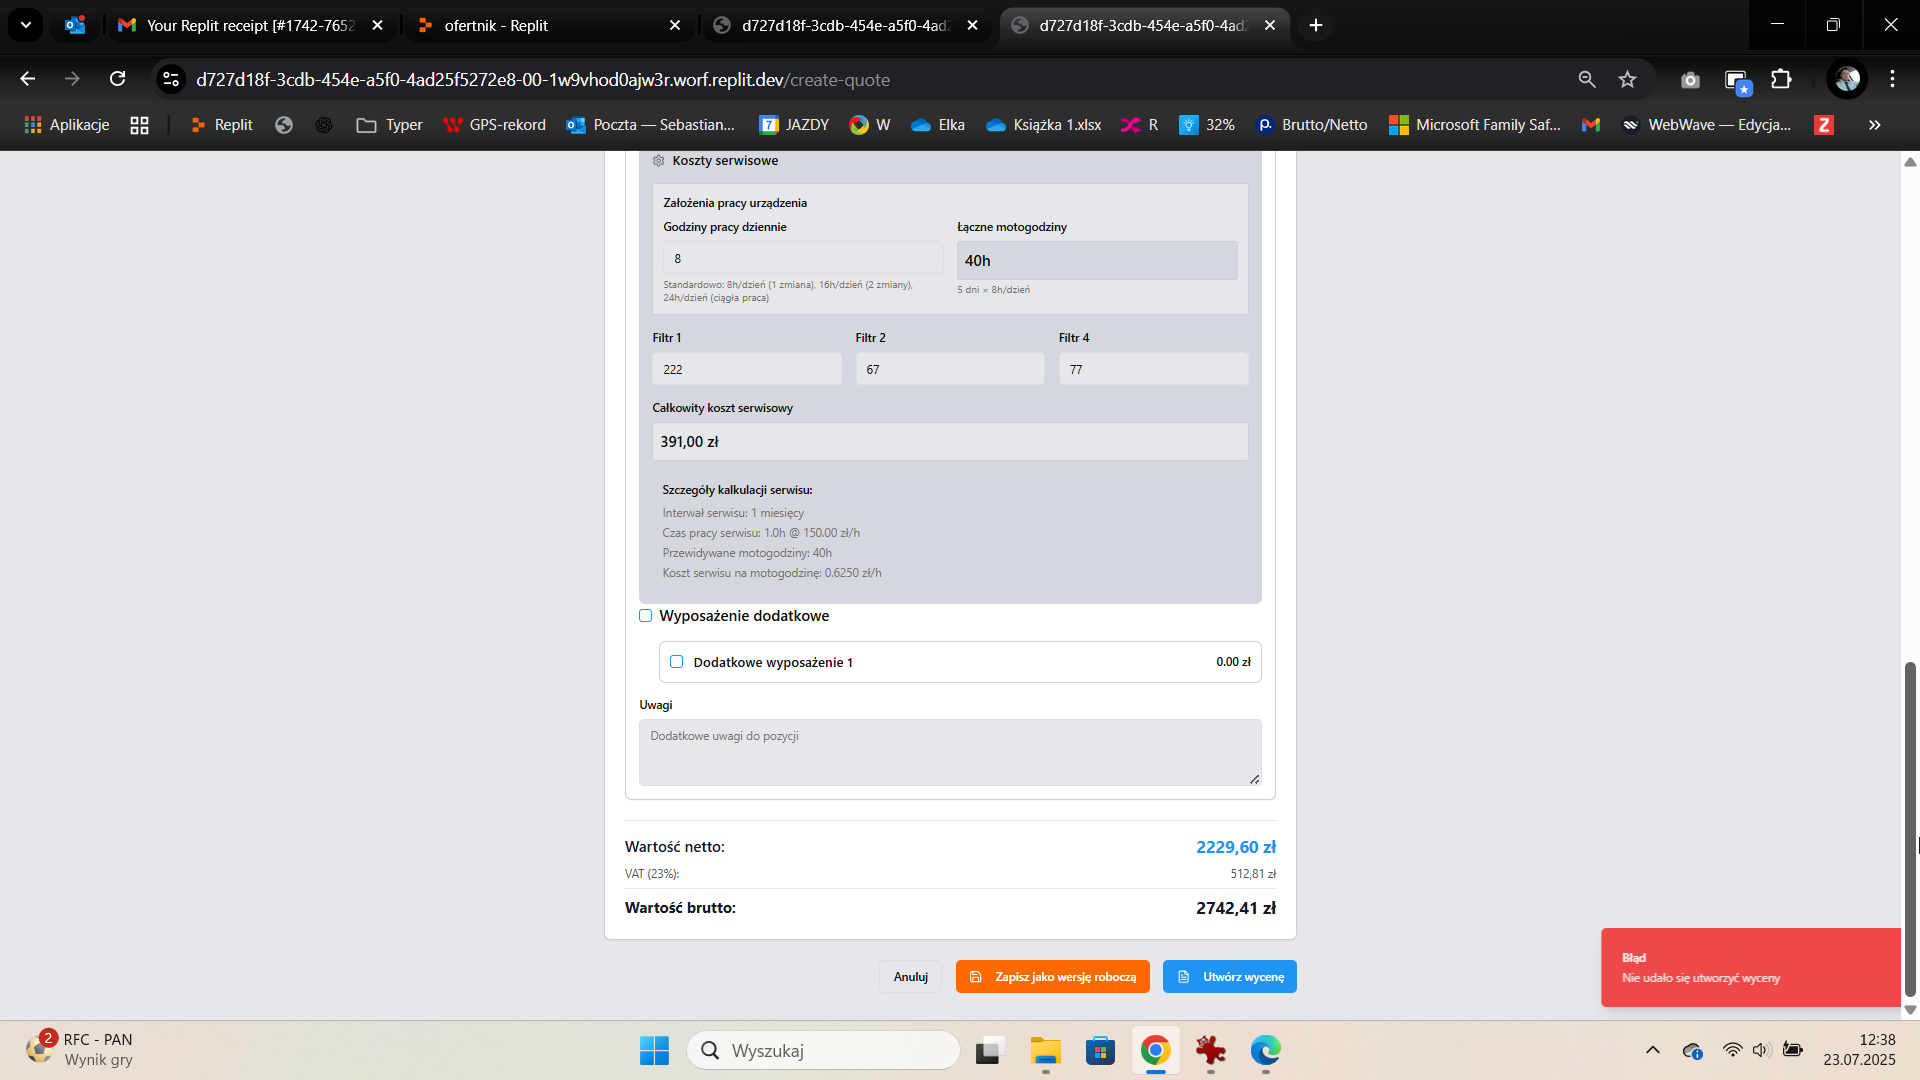 Your Replit receipt [#1742-7652
ofertnik - Replit
d727d18f-3cdb-454e-a5f0-4ad2
d727d18f-3cdb-454e-a5f0-4ad2
d727d18f-3cdb-454e-a5f0-4ad25f5272e8-00-1w9vhod0ajw3r.worf.replit.dev/create-quote
Aplikacje
Replit
Typer
GPS-rekord
Poczta — Sebastian...
7
JAZDY
W
Elka
Książka 1.xlsx
R
32%
Brutto/Netto
Microsoft Family Saf...
WebWave — Edycja...
Z
»
Koszty serwisowe
Założenia pracy urządzenia
Godziny pracy dziennie
Łączne motogodziny
8
40h
Standardowo: 8h/dzień (1 zmiana), 16h/dzień (2 zmiany),
24h/dzień (ciągła praca)
5 dni × 8h/dzień
Filtr 1
Filtr 2
Filtr 4
222
67
77
Całkowity koszt serwisowy
391,00 zł
Szczegóły kalkulacji serwisu:
Interwał serwisu: 1 miesięcy
Czas pracy serwisu: 1.0h @ 150.00 zł/h
Przewidywane motogodziny: 40h
Koszt serwisu na motogodzinę: 0.6250 zł/h
Wyposażenie dodatkowe
Dodatkowe wyposażenie 1
0.00 zł
Uwagi
Dodatkowe uwagi do pozycji
Wartość netto:
2229,60 zł
VAT (23%):
512,81 zł
Wartość brutto:
2742,41 zł
Anuluj
Zapisz jako wersję roboczą
Utwórz wycenę
Błąd
Nie udało się utworzyć wyceny
2
RFC - PAN
Wynik gry
Wyszukaj
12:38
23.07.2025